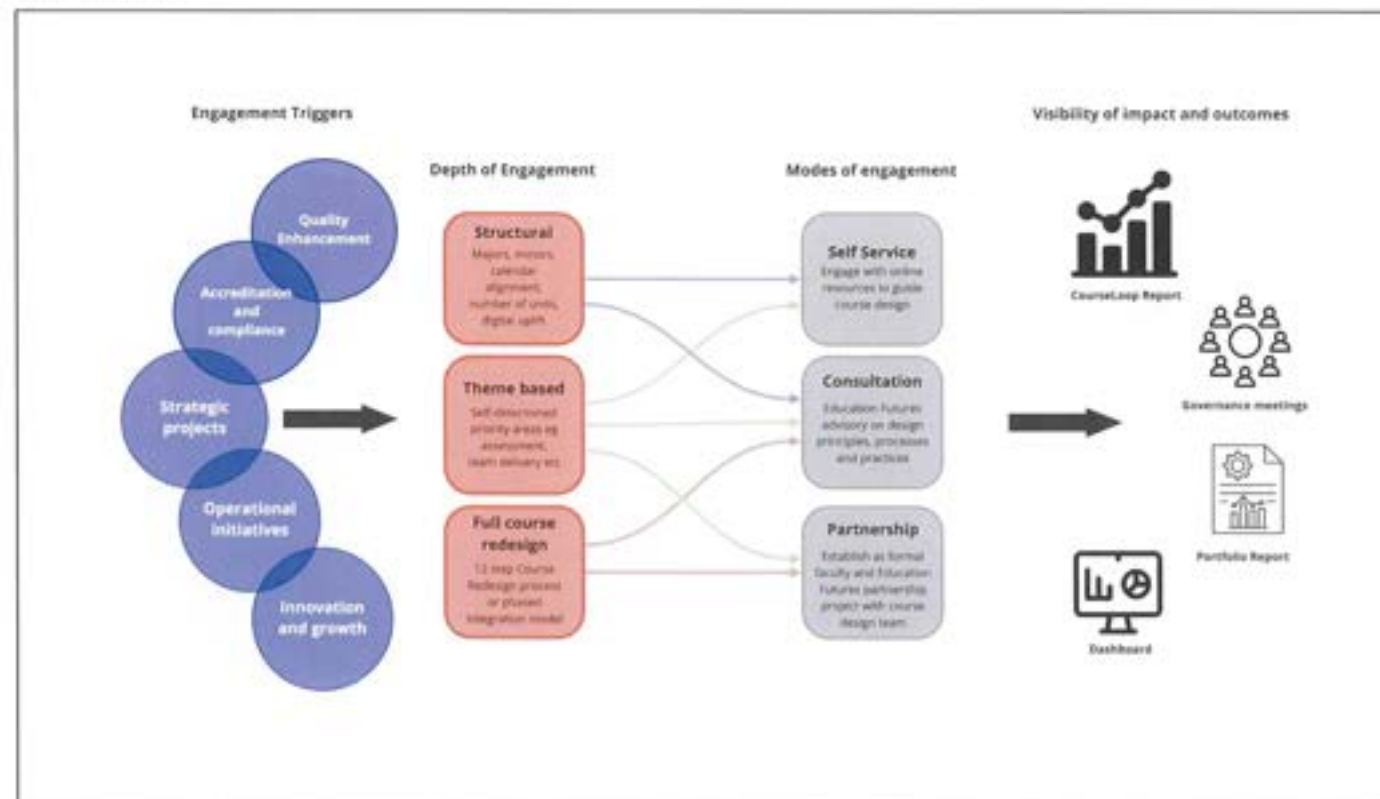 Engagement Triggers
Quality
Enhancement
Accreditation
and
compliance
Strategic
projects
Operational
initiatives
Innovation
and growth
Depth of Engagement
Structural
Majors, minors,
calendar
alignment,
number of units,
digital uplift
Theme based
Self-determined
priority areas eg
assessment,
team delivery etc
Full course
redesign
12 step Course
Redesign process
or phased
integration model
Modes of engagement
Self Service
Engage with online
resources to guide
course design
Consultation
Education Futures
advisory on design
principles, processes
and practices
Partnership
Establish as formal
faculty and Education
Futures partnership
project with course
design team
Visibility of impact and outcomes
CourseLoop Report
Governance meetings
Portfolio Report
Dashboard